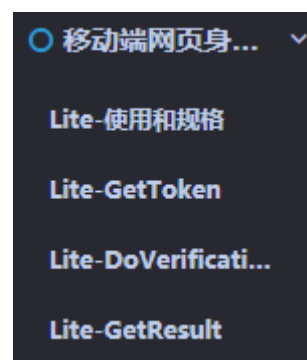 移动端网页身...
Lite-使用和规格
Lite-GetToken
Lite-DoVerificati...
Lite-GetResult